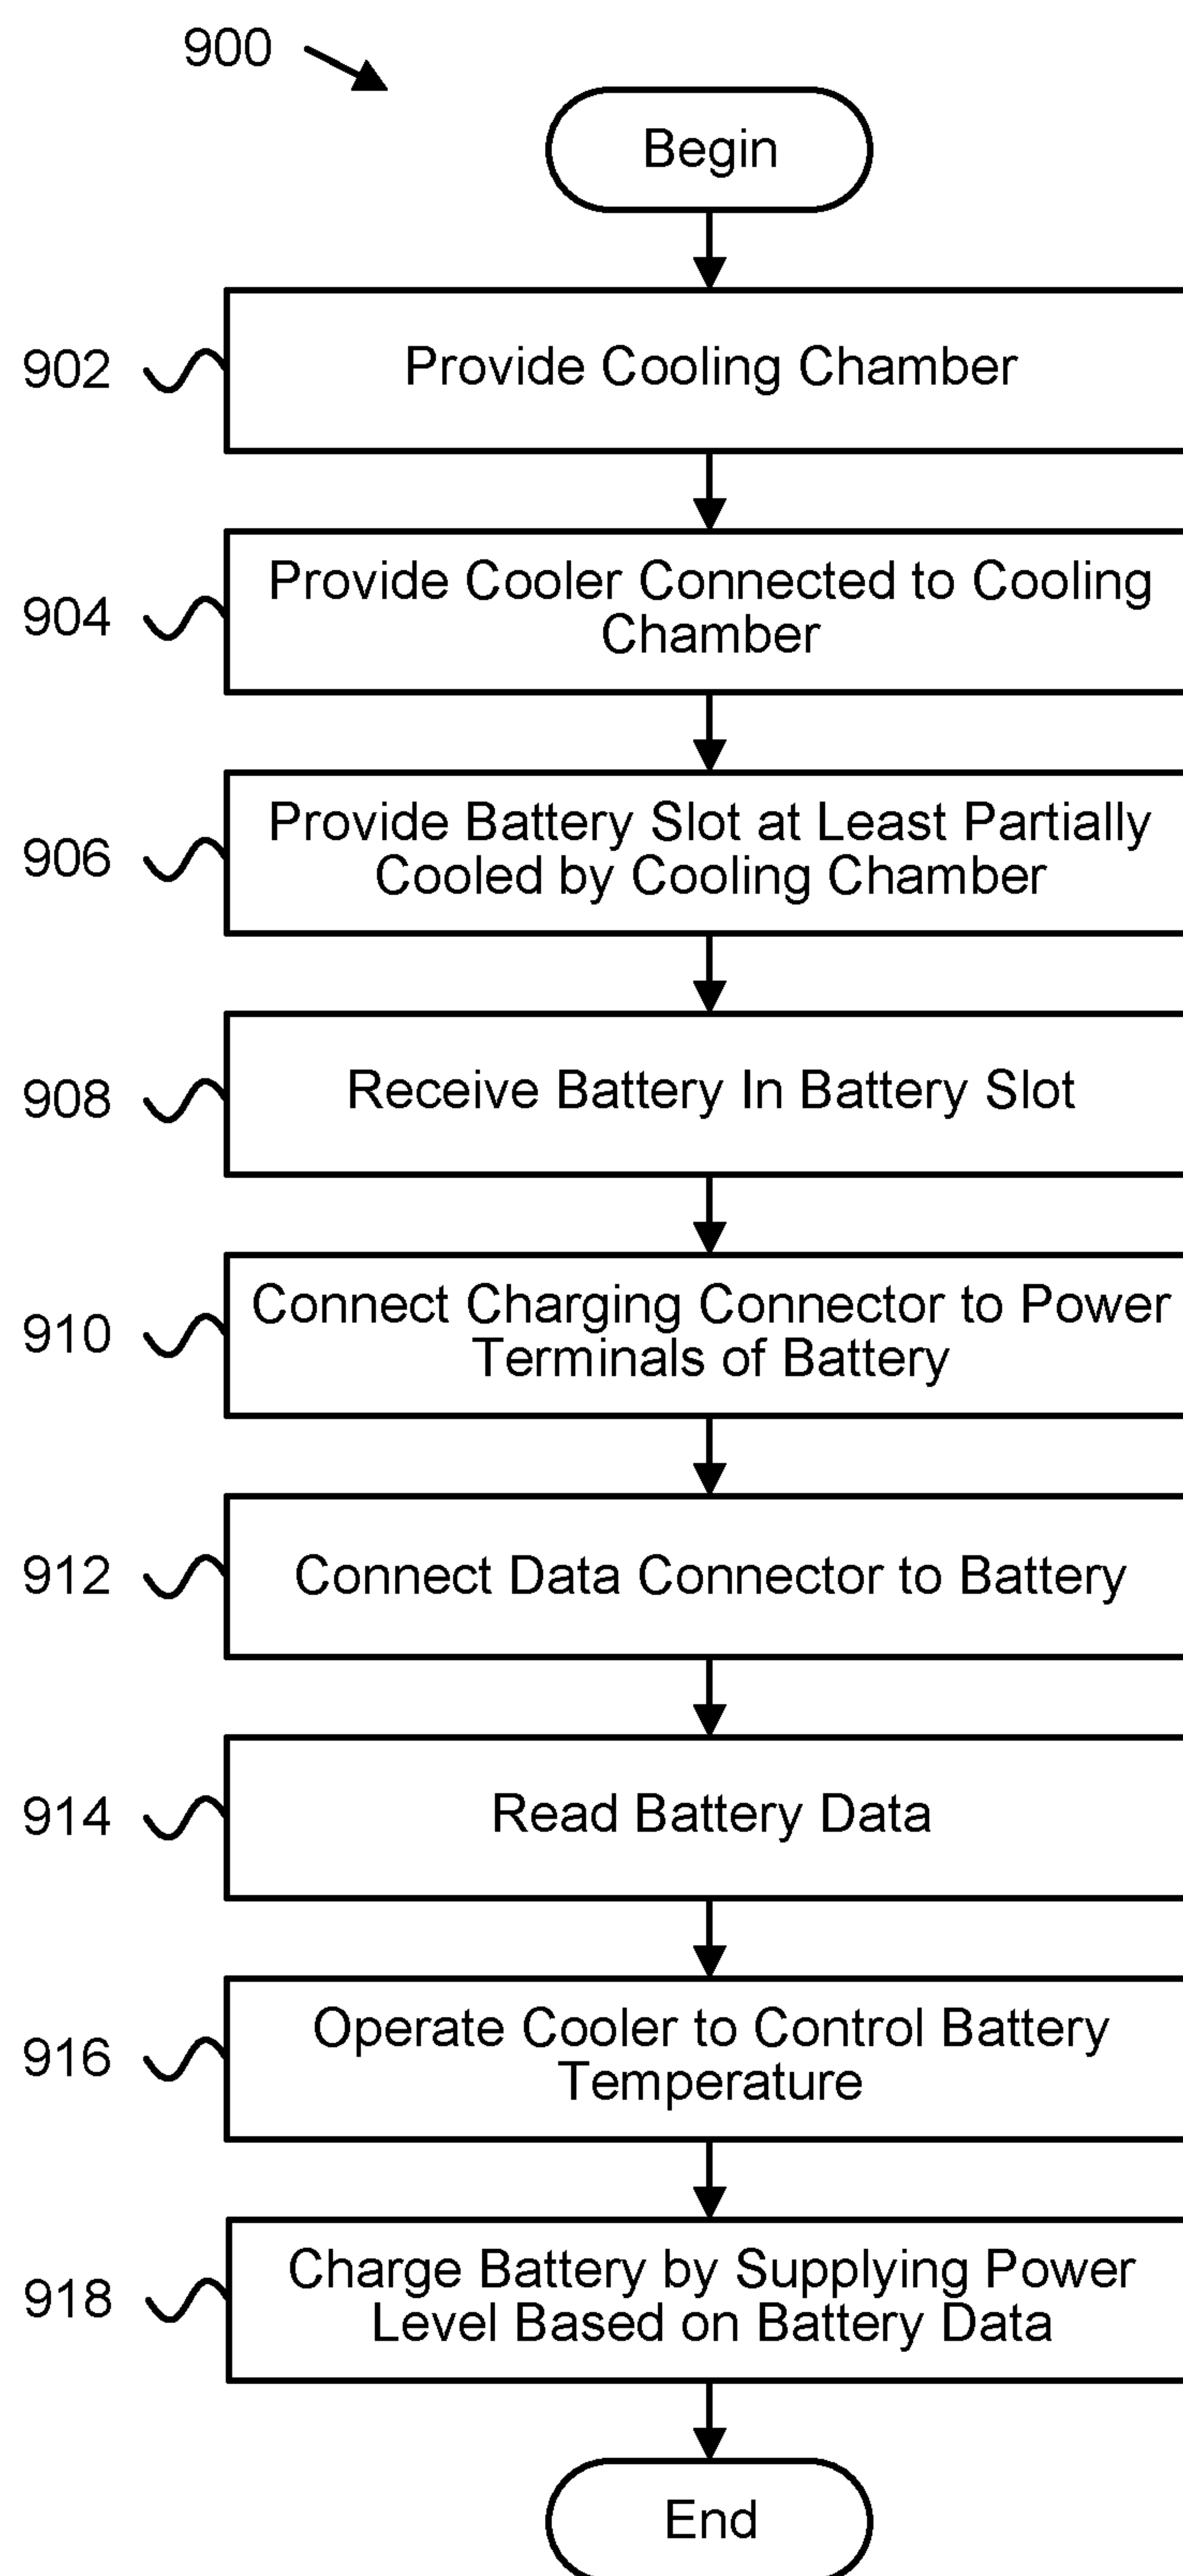 900
Begin
902
Provide Cooling Chamber
904
Provide Cooler Connected to Cooling
Chamber
906
Provide Battery Slot at Least Partially
Cooled by Cooling Chamber
908
Receive Battery In Battery Slot
910
Connect Charging Connector to Power
Terminals of Battery
912
Connect Data Connector to Battery
914
Read Battery Data
916
Operate Cooler to Control Battery
Temperature
918
Charge Battery by Supplying Power
Level Based on Battery Data
End